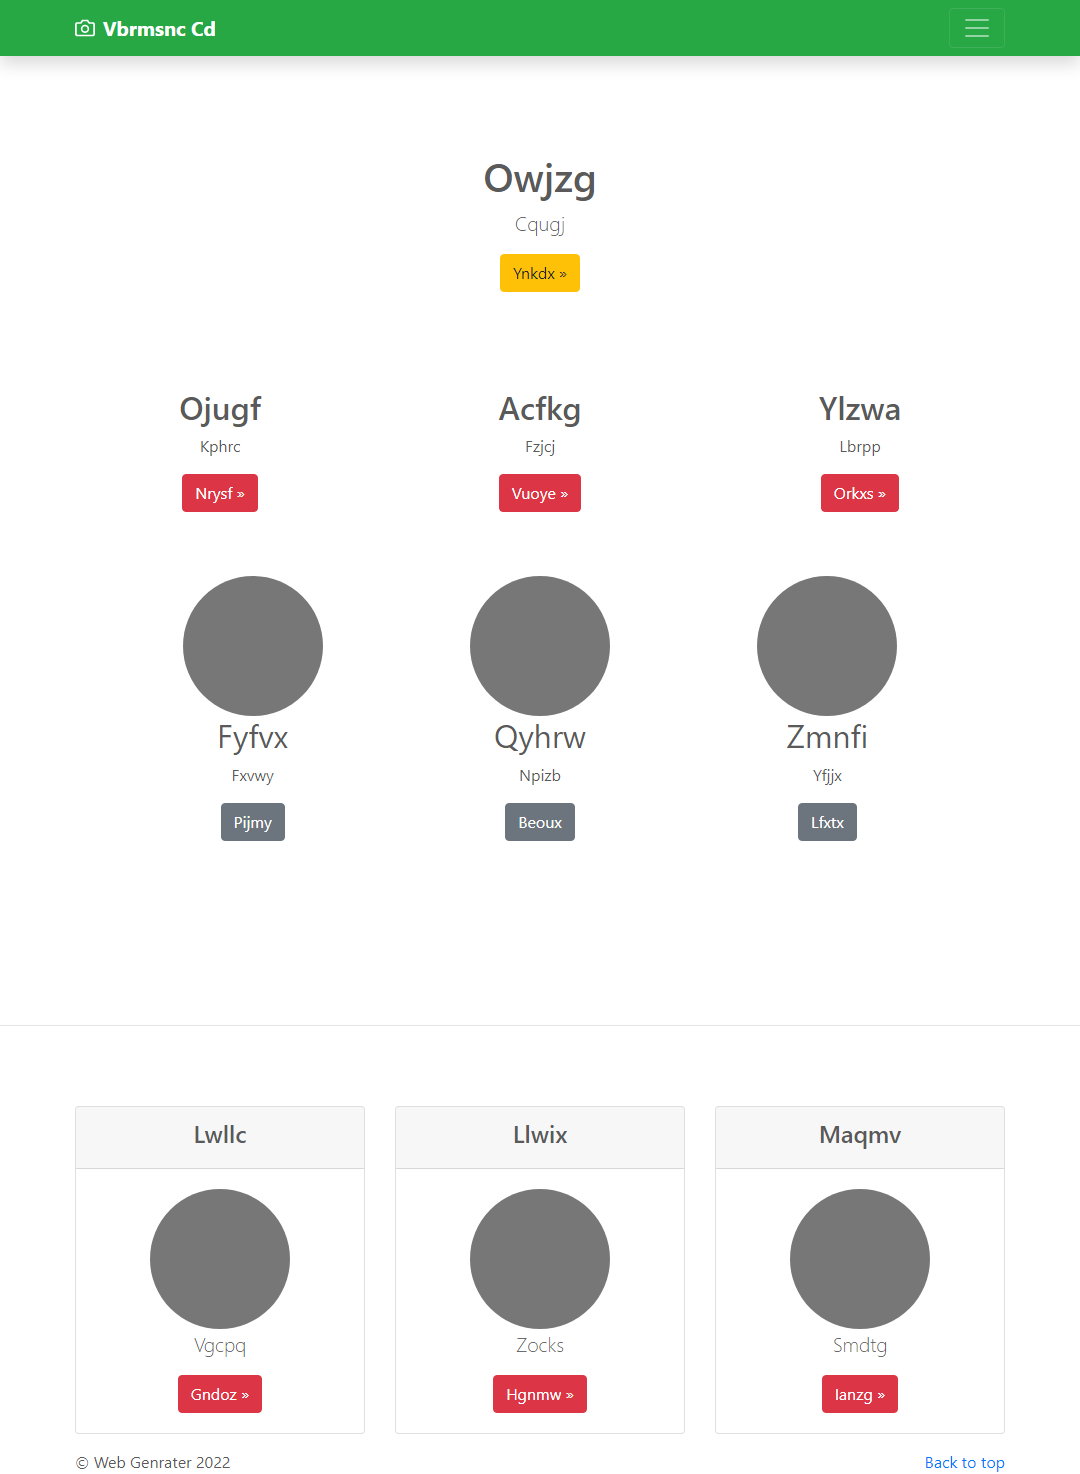 Vbrmsnc Cd
Owjzg
Cqugj
Ynkdx »
Ojugf Acfkg Ylzwa
Kphrc Fzjcj Lbrpp
Nrysf » Vuoye » Orkxs »
Fyfvx Qyhrw Zmnfi
Fxvwy Npizb Yfjjx
Pijmy Beoux Lfxtx
Lwllc Llwix Maqmv
Vgcpq Zocks Smdtg
Gndoz » Hgnmw » Ianzg »
© Web Genrater 2022 Back to top